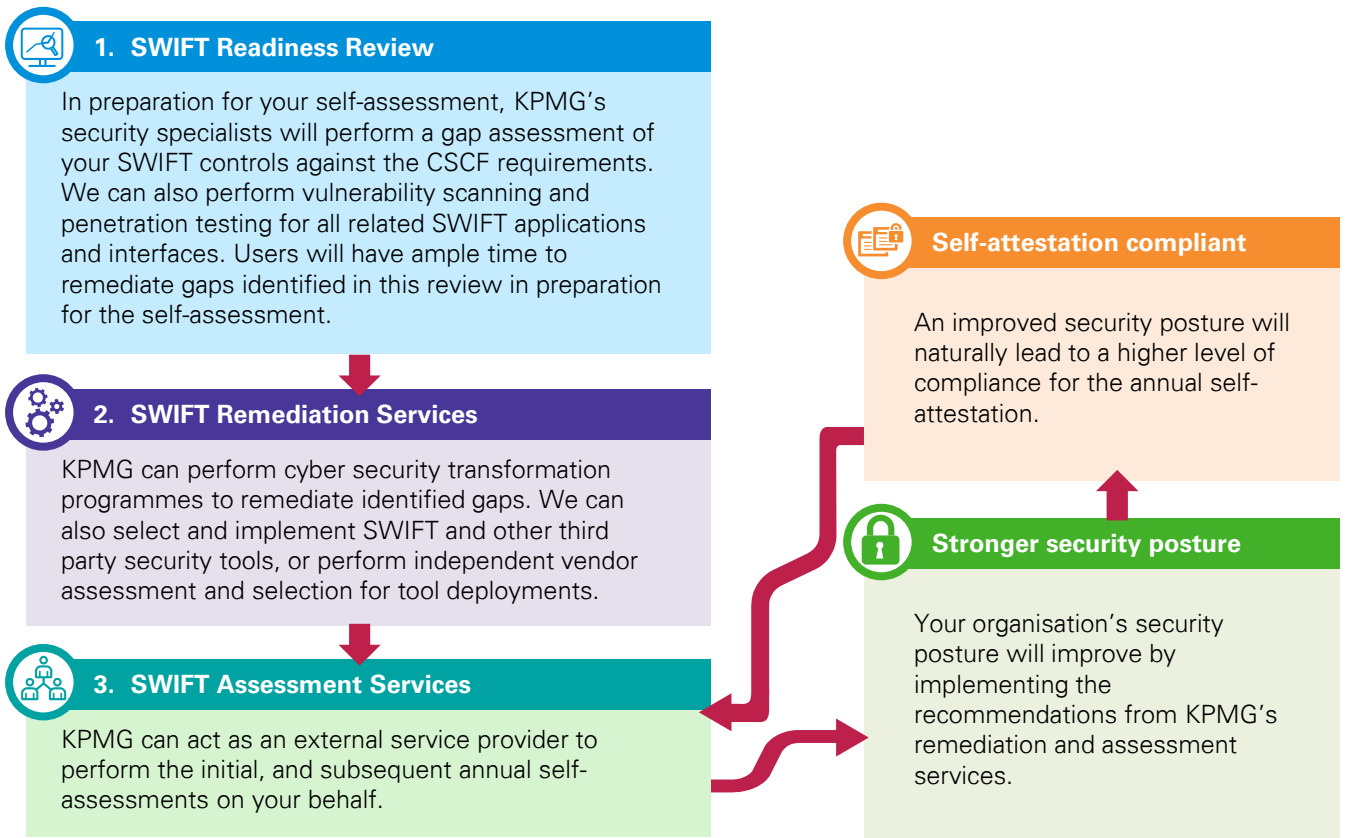 1. SWIFT Readiness Review
In preparation for your self-assessment, KPMG's
security specialists will perform a gap assessment of
your SWIFT controls against the CSCF requirements.
We can also perform vulnerability scanning and
penetration testing for all related SWIFT applications
and interfaces. Users will have ample time to
remediate gaps identified in this review in preparation
for the self-assessment.
2. SWIFT Remediation Services
KPMG can perform cyber security transformation
programmes to remediate identified gaps. We can
also select and implement SWIFT and other third
party security tools, or perform independent vendor
assessment and selection for tool deployments.
3. SWIFT Assessment Services
KPMG can act as an external service provider to
perform the initial, and subsequent annual self-
assessments on your behalf.
Self-attestation compliant
An improved security posture will
naturally lead to a higher level of
compliance for the annual self-
attestation.
Stronger security posture
Your organisation's security
posture will improve by
implementing the
recommendations from KPMG's
remediation and assessment
services.